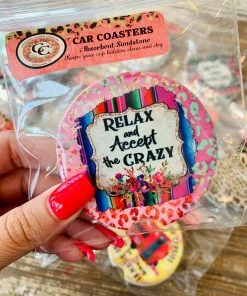 CAR COASTERS
Absorbent Sandstone
Keeps your cup holders clean and dry
CC
RELAX
and
Accept
the CRAZY